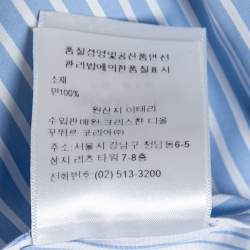 품질경영및공산품안전
관리법에의한품질표시
소재
면100%
원산지 이태리
수입판매원:크리스챤 디올
꾸뛰르 코리아㈜
주소:서울시 강남구 청담동6-5
상지 리츠 타워 7-8층
전화번호: (02) 513-3200